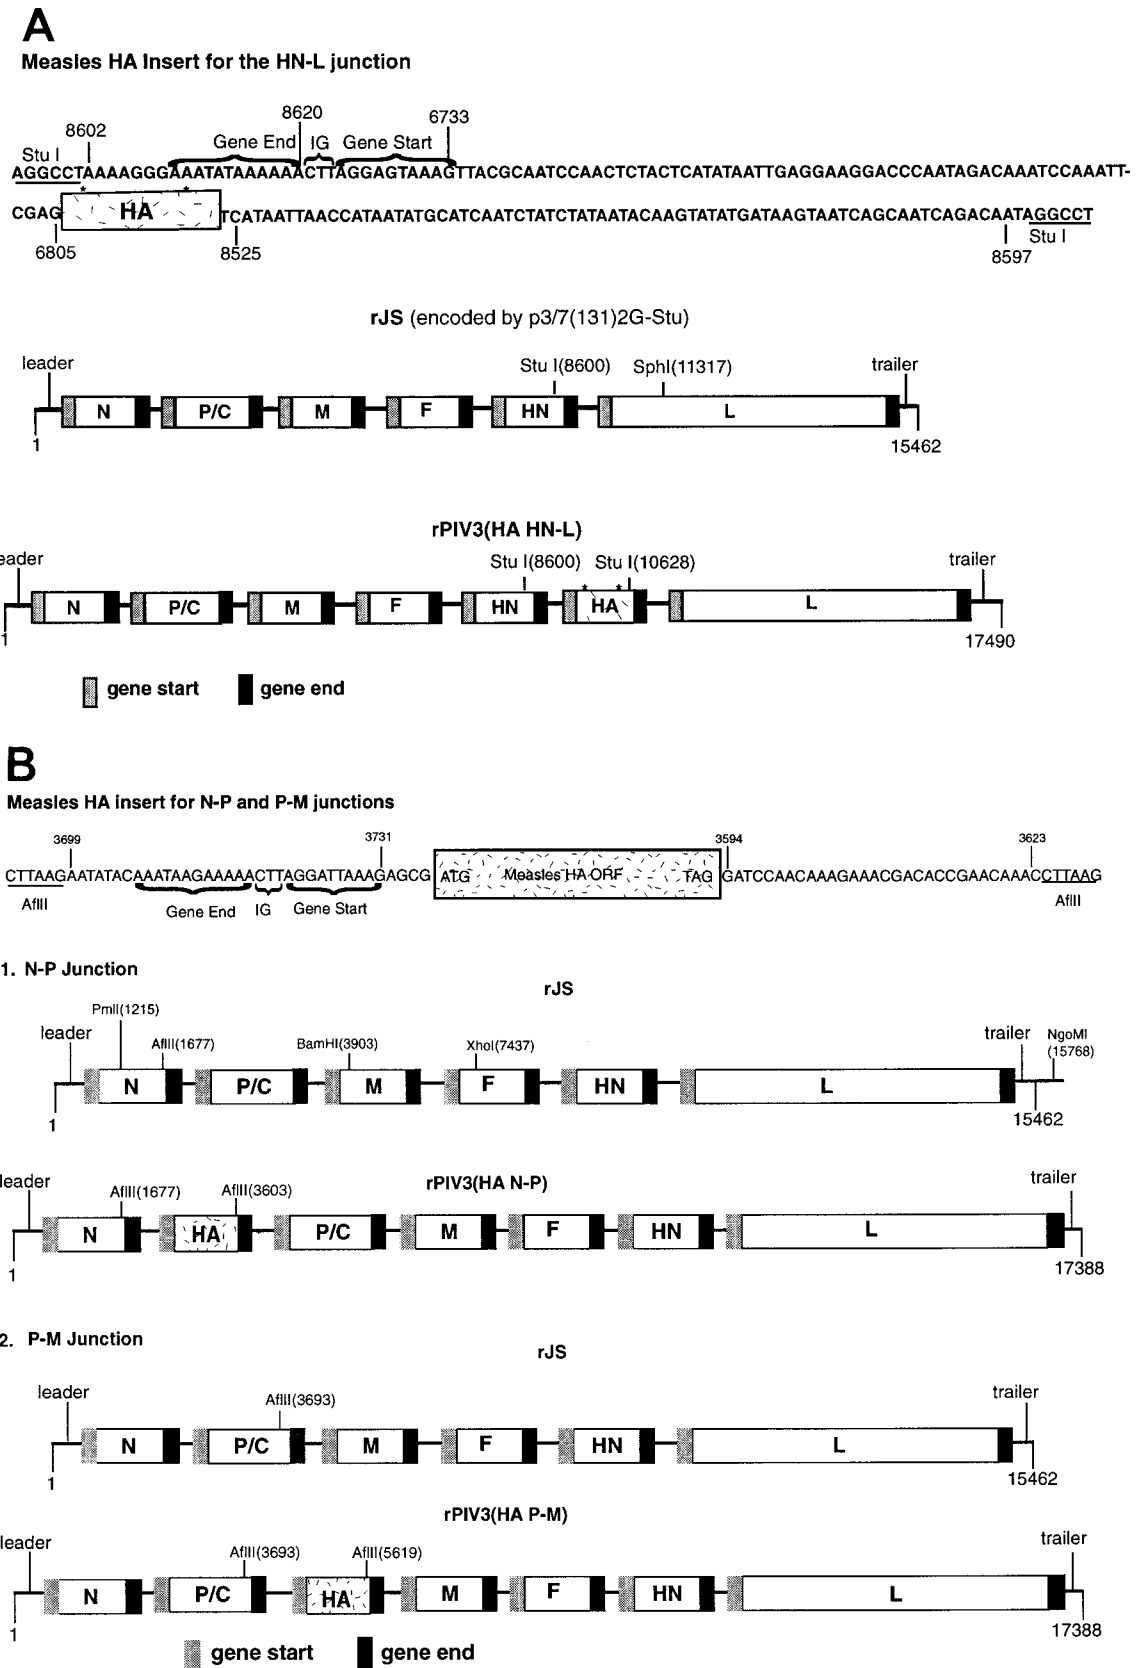 A
Measles HA Insert for the HN-L junction
8602
8620
6733
Stu I
Gene End
IG
Gene Start
AGGCCTAAAAGGGAAATATAAAAAACTTAGGAGTAAAGTTACGCAATCCAACTCTACTCATATAATTGAGGAAGGACCCAATAGACAAATCCAAATT-
* *
CGAG HA TCATAATTAACCATAATATGCATCAATCTATCTATAATACAAGTATATGATAAGTAATCAGCAATCAGACAATAGGCCT
6805
8525
8597
Stu I
rJS (encoded by p3/7(131)2G-Stu)
leader
Stu I(8600)
SphI(11317)
trailer
N P/C M F HN L
1
15462
rPIV3(HA HN-L)
eader
Stu I(8600)
Stu I(10628)
trailer
* *
N P/C M F HN HA L
1
17490
gene start
gene end
B
Measles HA insert for N-P and P-M junctions
3699
3731
3594
3623
CTTAAGAATATACAAATAAGAAAAACTTAGGATTAAAGAGCG ATG Measles HA ORF TAG GATCCAACAAAGAAACGACACCGAACAAACCTTAAG
AflII
Gene End
IG
Gene Start
AflII
1. N-P Junction
rJS
PmlI(1215)
leader
AflII(1677)
BamHI(3903)
XhoI(7437)
trailer
NgoMI
(15768)
N P/C M F HN L
1
15462
rPIV3(HA N-P)
leader
AflII(1677)
AflII(3603)
trailer
N HA P/C M F HN L
1
17388
2. P-M Junction
rJS
leader
AflII(3693)
trailer
N P/C M F HN L
1
15462
rPIV3(HA P-M)
leader
AflII(3693)
AflII(5619)
trailer
N P/C HA M F HN L
1
17388
gene start
gene end